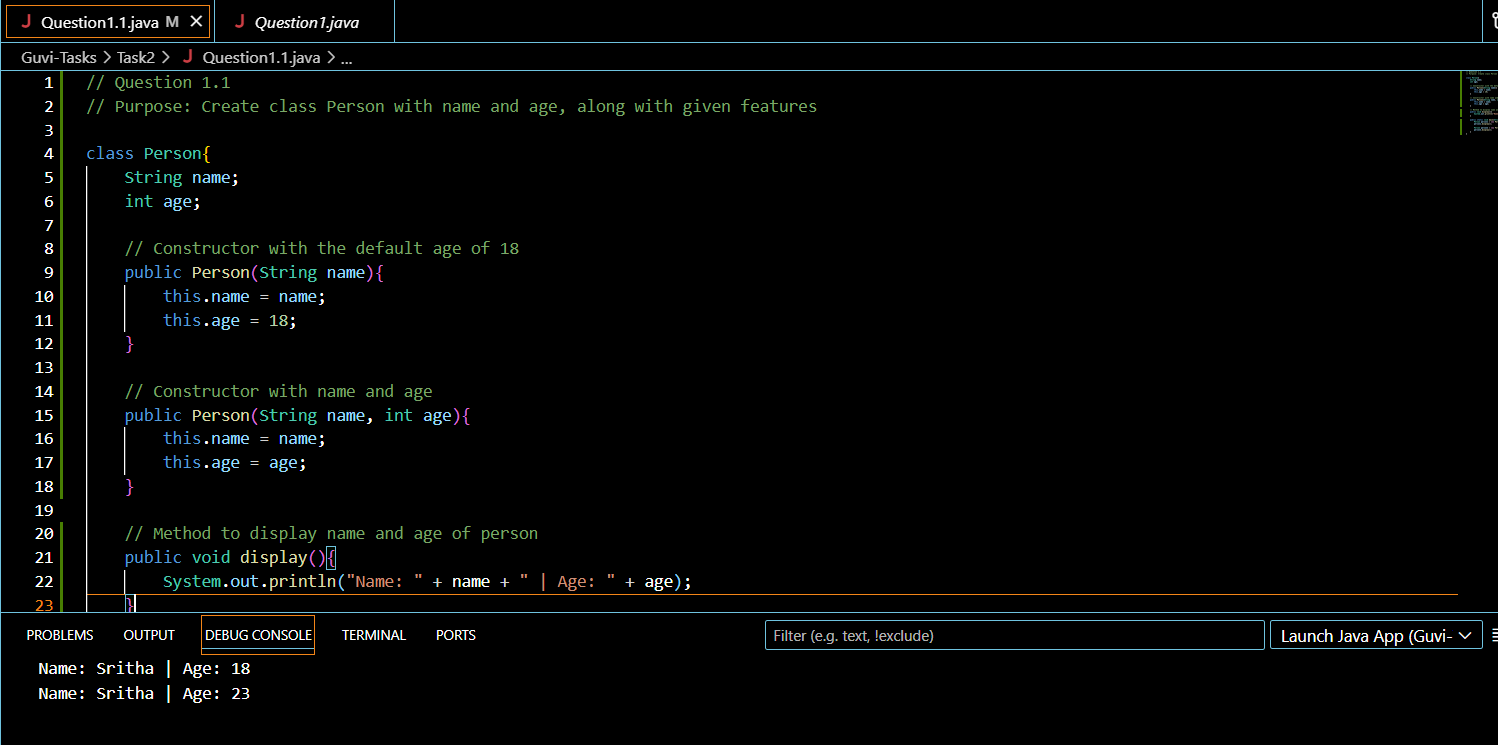 J Question1.1.java M ✕ J Question1.java
Guvi-Tasks > Task2 > J Question1.1.java > ...
1 // Question 1.1
2 // Purpose: Create class Person with name and age, along with given features
3
4 class Person{
5     String name;
6     int age;
7
8     // Constructor with the default age of 18
9     public Person(String name){
10         this.name = name;
11         this.age = 18;
12     }
13
14     // Constructor with name and age
15     public Person(String name, int age){
16         this.name = name;
17         this.age = age;
18     }
19
20     // Method to display name and age of person
21     public void display(){
22         System.out.println("Name: " + name + " | Age: " + age);
23     }
PROBLEMS OUTPUT DEBUG CONSOLE TERMINAL PORTS Filter (e.g. text, !exclude) Launch Java App (Guvi-
Name: Sritha | Age: 18
Name: Sritha | Age: 23